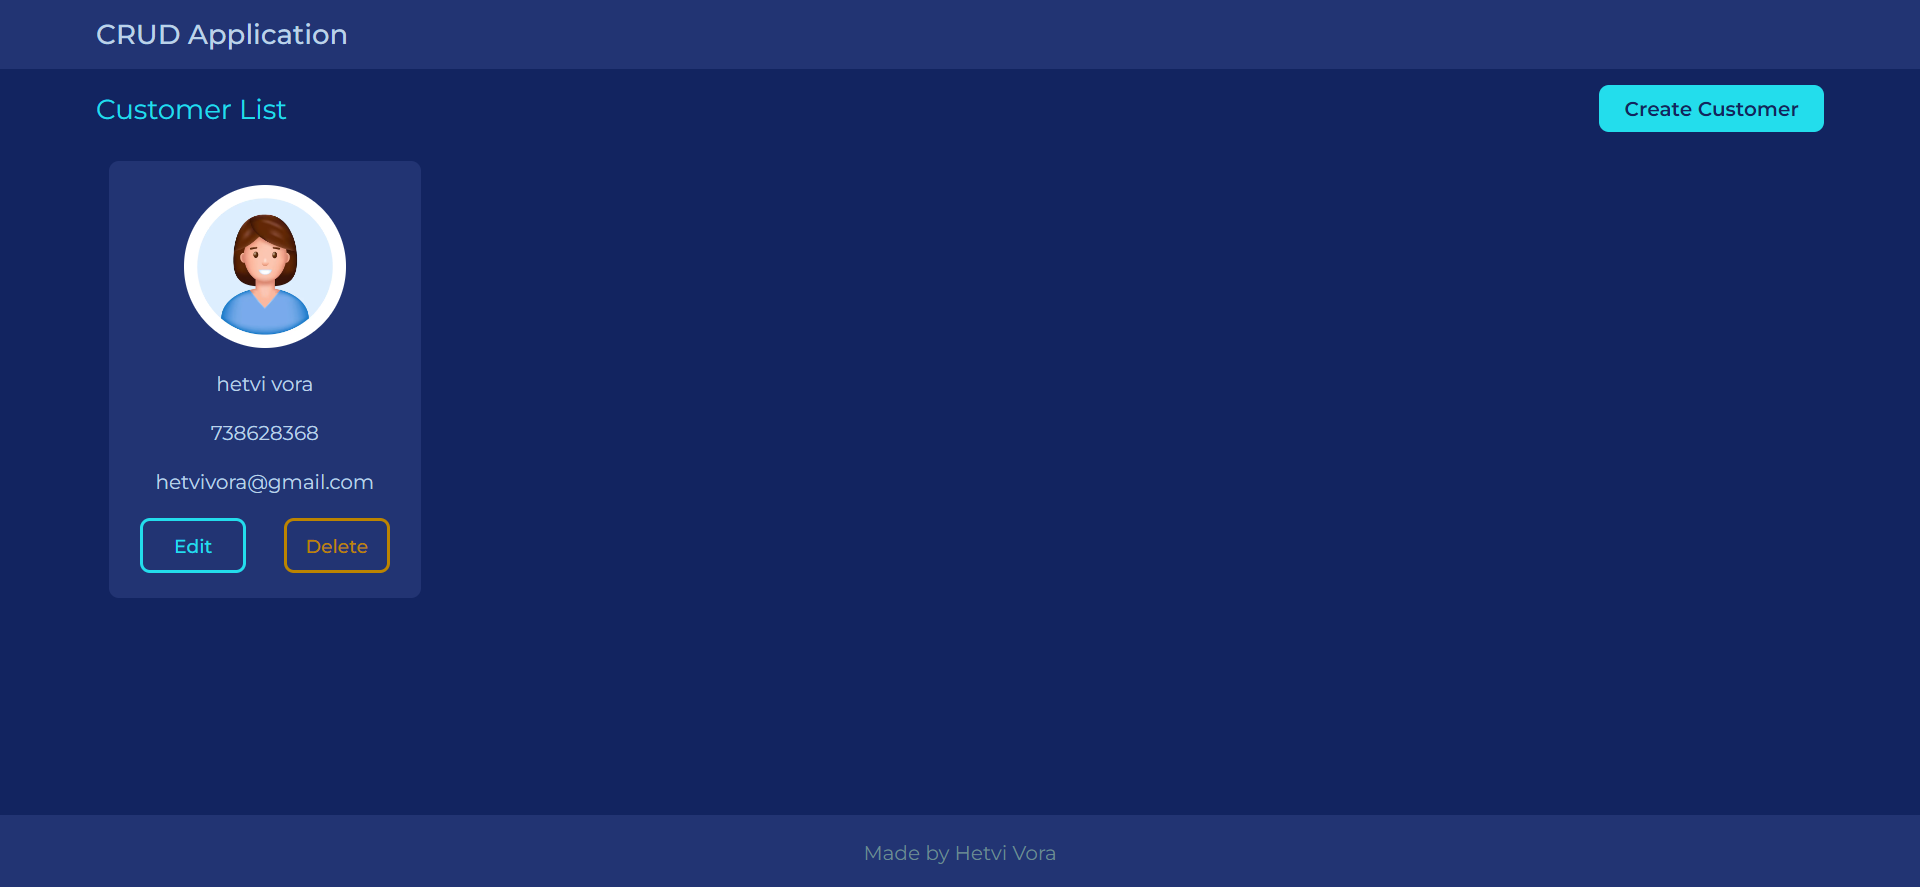 CRUD Application
Customer List
Create Customer
hetvi vora
738628368
hetvivora@gmail.com
Edit
Delete
Made by Hetvi Vora